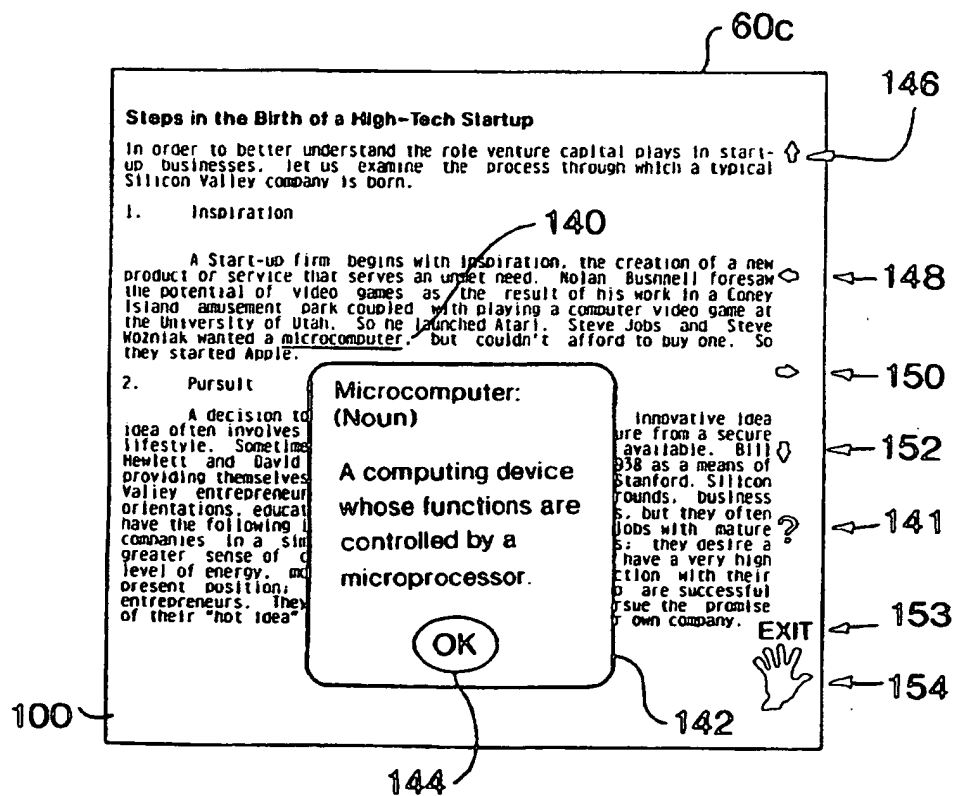 60c
146
Steps in the Birth of a High-Tech Startup
In order to better understand the role venture capital plays in start-
up businesses, let us examine the process through which a typical
Silicon Valley company is born.
1. Inspiration
140
A Start-up firm begins with inspiration, the creation of a new
product or service that serves an unmet need. Nolan Bushnell foresaw
148
the potential of video games as the result of his work in a Coney
Island amusement park coupled with playing a computer video game at
the University of Utah. So he launched Atari. Steve Jobs and Steve
Wozniak wanted a microcomputer, but couldn't afford to buy one. So
they started Apple.
150
2. Pursuit
A decision to innovative idea
idea often involves ure from a secure
lifestyle. Sometime available. Bill
152
Hewlett and David 938 as a means of
providing themselves Stanford. Silicon
Valley entrepreneur rounds, business
orientations, educat s, but they often
have the following i jobs with mature
? 141
companies in a sim s; they desire a
greater sense of c have a very high
level of energy, mo ction with their
present position; o are successful
entrepreneurs. They rsue the promise
of their "hot idea" r own company.
Microcomputer:
(Noun)
A computing device
whose functions are
controlled by a
microprocessor.
OK
EXIT
153
154
100
142
144